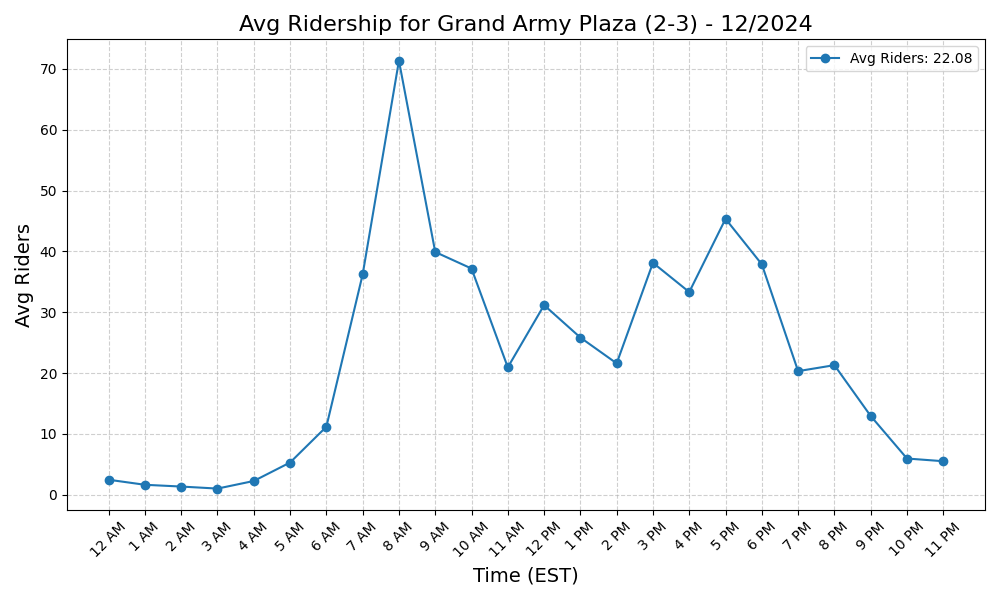 Avg Ridership for Grand Army Plaza (2-3) - 12/2024
Avg Riders: 22.08
Avg Riders
70
60
50
40
30
20
10
0
12 AM
1 AM
2 AM
3 AM
4 AM
5 AM
6 AM
7 AM
8 AM
9 AM
10 AM
11 AM
12 PM
1 PM
2 PM
3 PM
4 PM
5 PM
6 PM
7 PM
8 PM
9 PM
10 PM
11 PM
Time (EST)